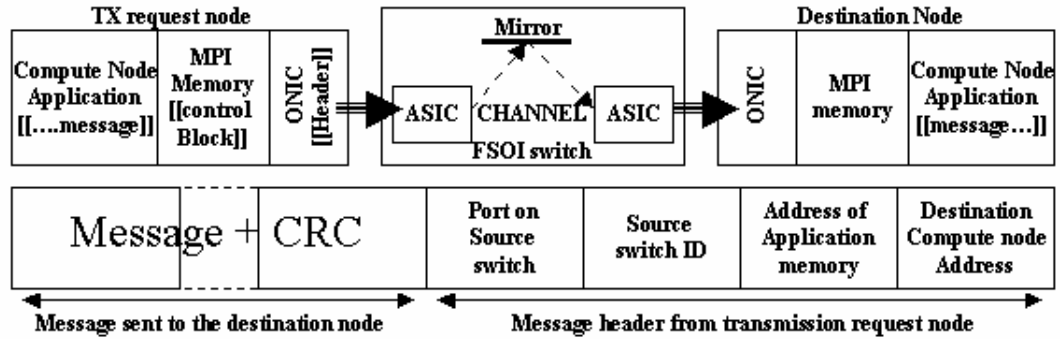 TX request node
Compute Node
Application
[[....message]]
MPI
Memory
[[control
Block]]
ONIC
[[Header]]
Mirror
ASIC
CHANNEL
ASIC
FSOI switch
Destination Node
ONIC
MPI
memory
Compute Node
Application
[[message...]]
Message + CRC
Port on
Source
switch
Source
switch ID
Address of
Application
memory
Destination
Compute node
Address
Message sent to the destination node
Message header from transmission request node